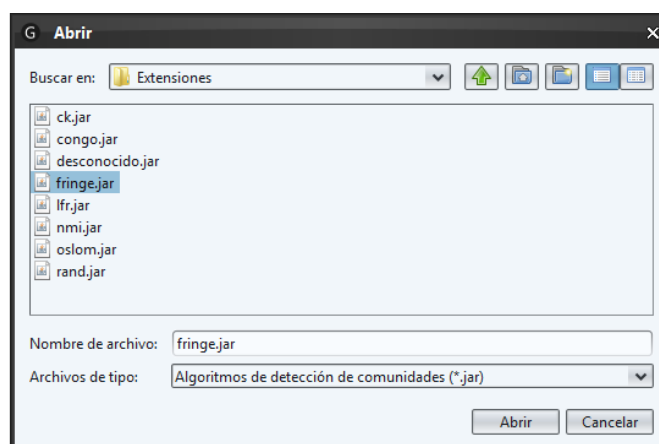 G Abrir
Buscar en: Extensiones
ck.jar
congo.jar
desconocido.jar
fringe.jar
lfr.jar
nmi.jar
oslom.jar
rand.jar
Nombre de archivo: fringe.jar
Archivos de tipo: Algoritmos de detección de comunidades (*.jar)
Abrir Cancelar